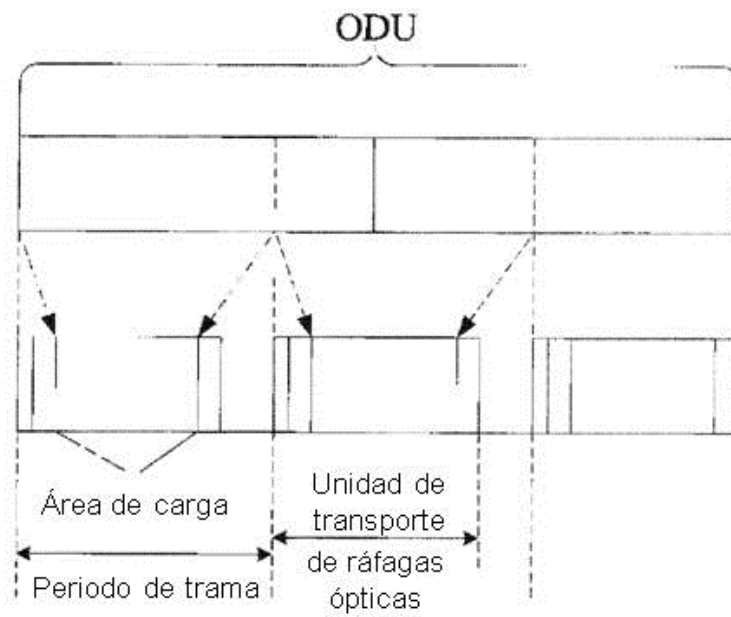 ODU
Área de carga
Unidad de
transporte
de ráfagas
ópticas
Periodo de trama